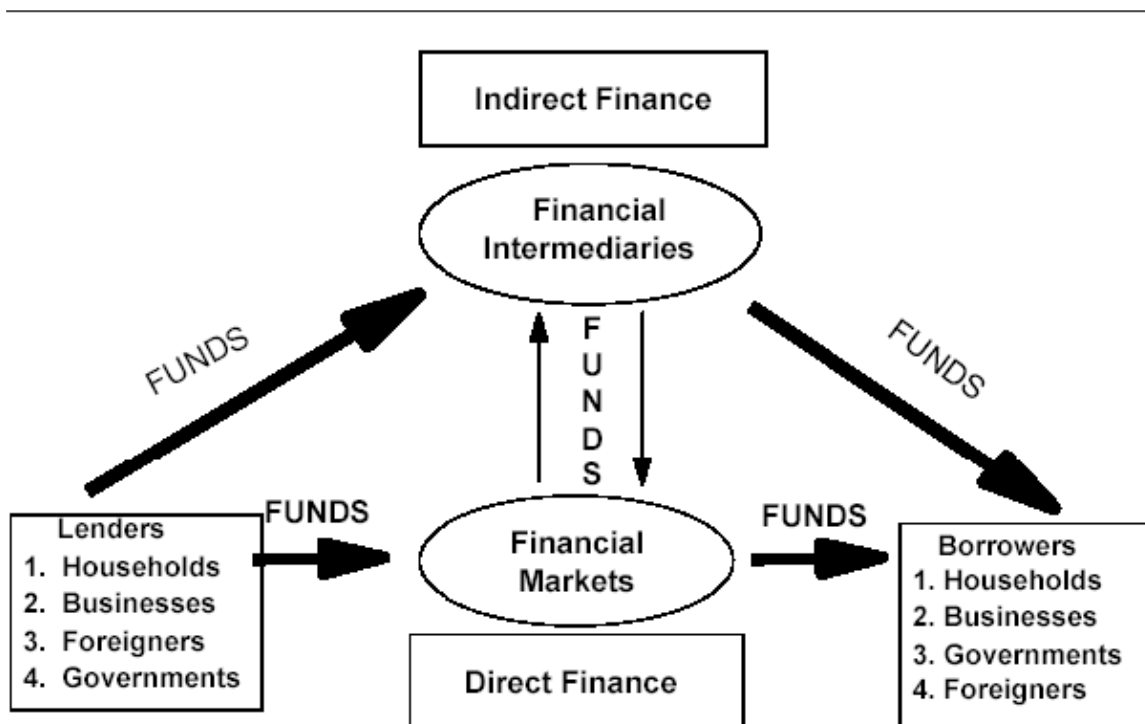 Indirect Finance
Financial
Intermediaries
FUNDS
FUNDS
FUNDS
Lenders
1. Households
2. Businesses
3. Foreigners
4. Governments
FUNDS
Financial
Markets
FUNDS
Borrowers
1. Households
2. Businesses
3. Governments
4. Foreigners
Direct Finance